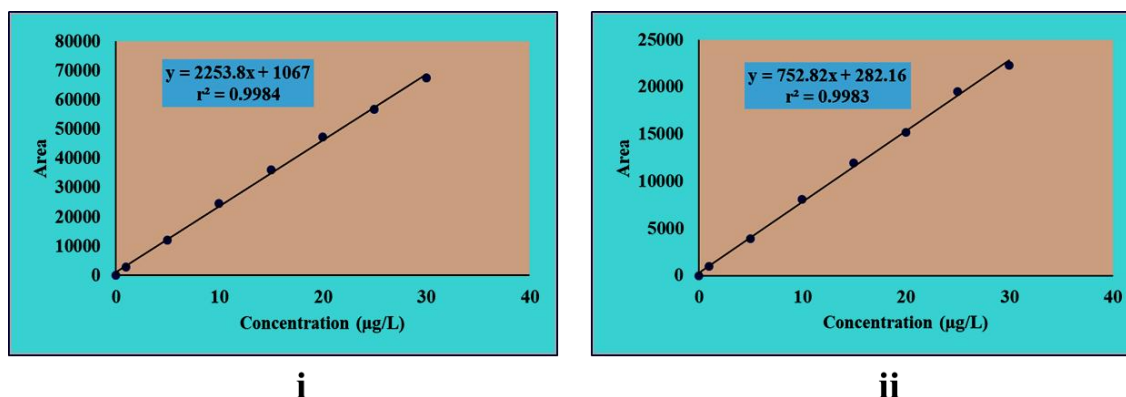 80000
70000
60000
50000
40000
30000
20000
10000
0
Area
y = 2253.8x + 1067
r² = 0.9984
0 10 20 30 40
Concentration (µg/L)
i
25000
20000
15000
10000
5000
0
Area
y = 752.82x + 282.16
r² = 0.9983
0 10 20 30 40
Concentration (µg/L)
ii